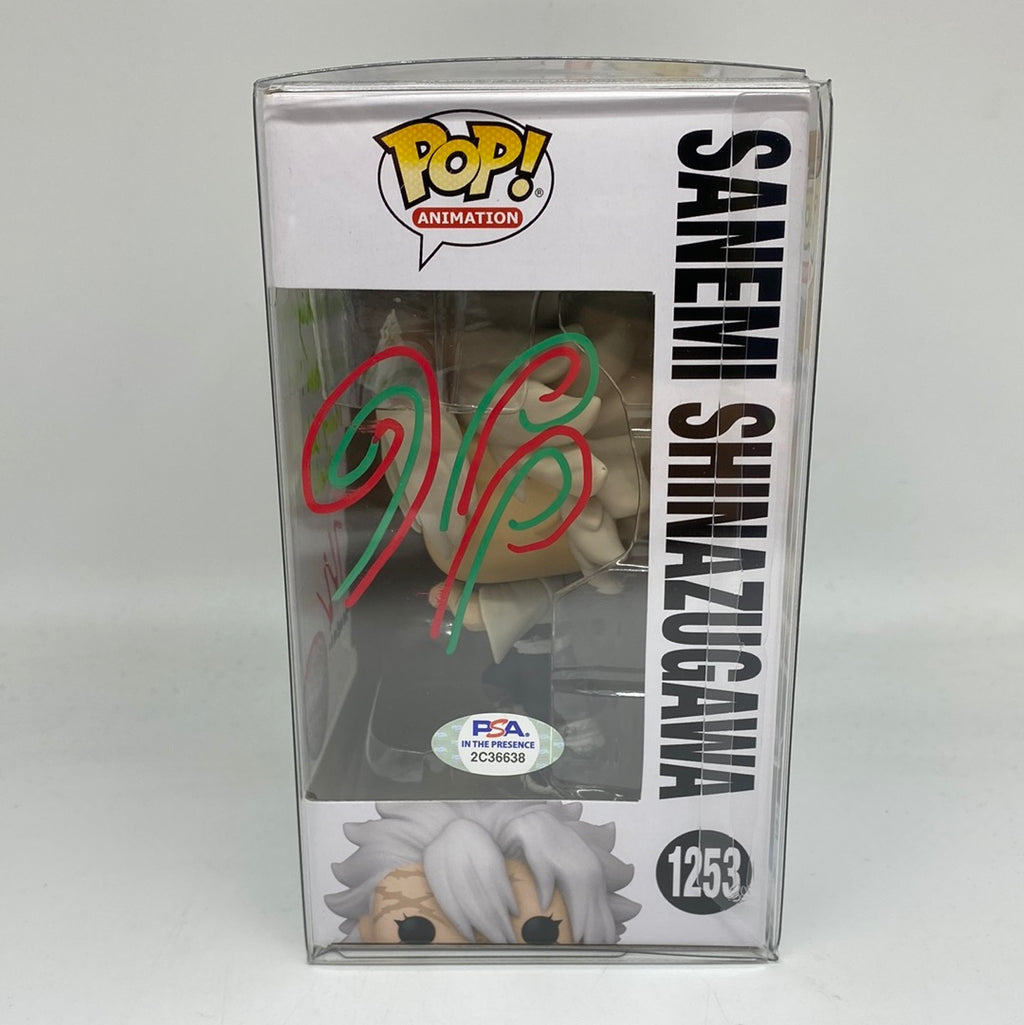 POP!
®
ANIMATION
SANEMI SHINAZUGAWA
PSA.
IN THE PRESENCE
2C36638
1253